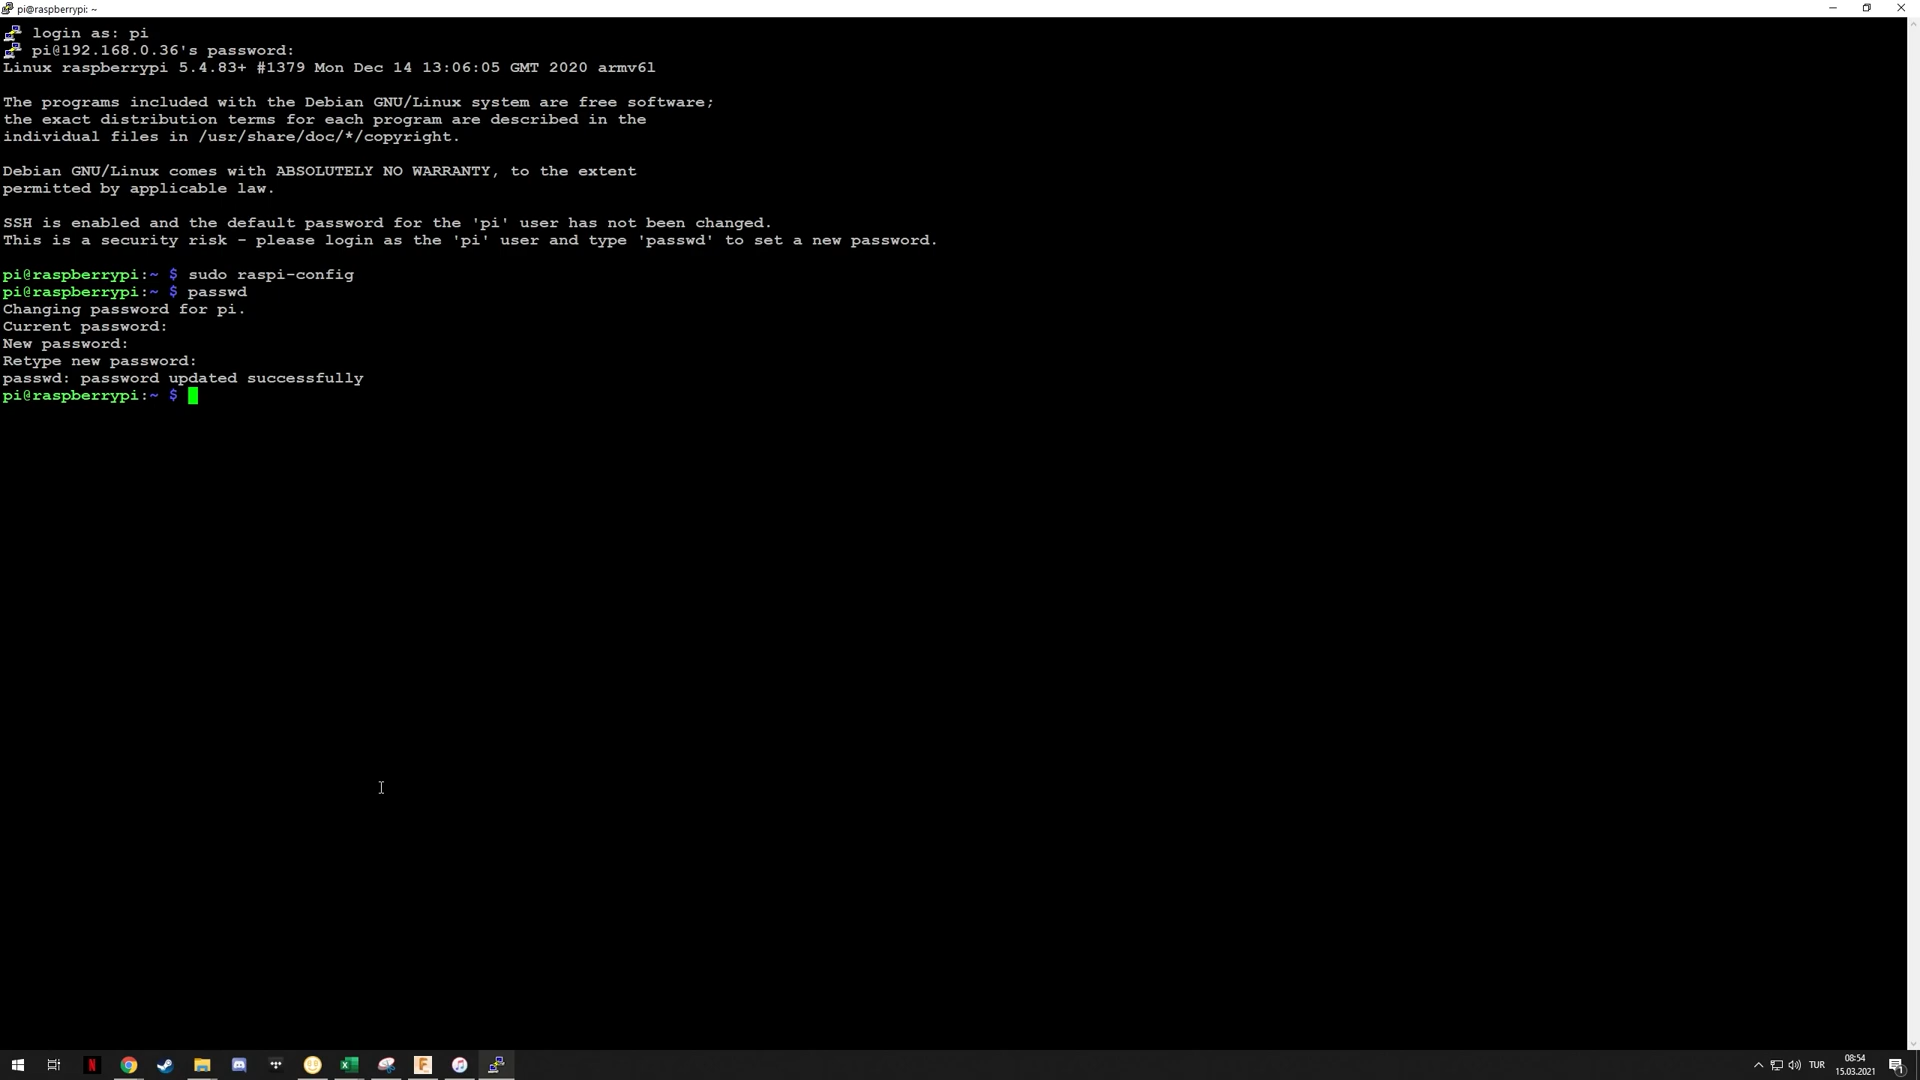 pi@raspberrypi: ~
login as: pi
pi@192.168.0.36's password:
Linux raspberrypi 5.4.83+ #1379 Mon Dec 14 13:06:05 GMT 2020 armv6l
The programs included with the Debian GNU/Linux system are free software;
the exact distribution terms for each program are described in the
individual files in /usr/share/doc/*/copyright.
Debian GNU/Linux comes with ABSOLUTELY NO WARRANTY, to the extent
permitted by applicable law.
SSH is enabled and the default password for the 'pi' user has not been changed.
This is a security risk - please login as the 'pi' user and type 'passwd' to set a new password.
pi@raspberrypi:~ $ sudo raspi-config
pi@raspberrypi:~ $ passwd
Changing password for pi.
Current password:
New password:
Retype new password:
passwd: password updated successfully
pi@raspberrypi:~ $
TUR
08:54
15.03.2021